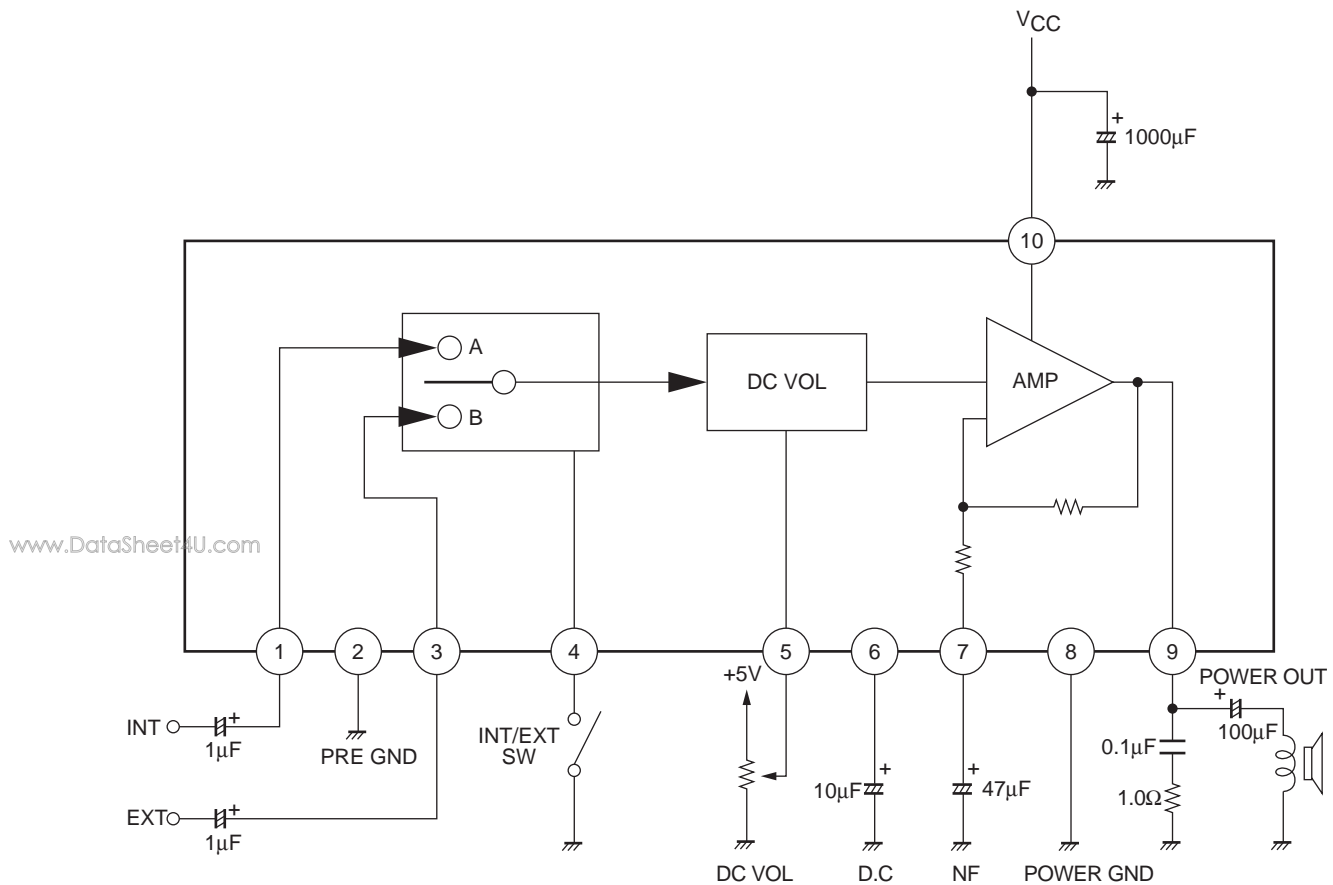 VCC
+
1000μF
10
A
B
DC VOL
AMP
www.DataSheet4U.com
1
2
3
4
5
6
7
8
9
POWER OUT
INT
+
1μF
PRE GND
INT/EXT
SW
+5V
+
10μF
+
47μF
+
100μF
0.1μF
1.0Ω
EXT
+
1μF
DC VOL
D.C
NF
POWER GND